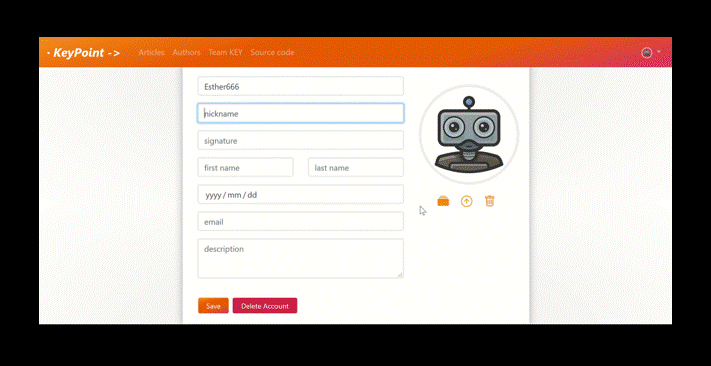 · KeyPoint -> Articles Authors Team KEY Source code
Esther666
nickname
signature
first name last name
yyyy / mm / dd
email
description
Save Delete Account